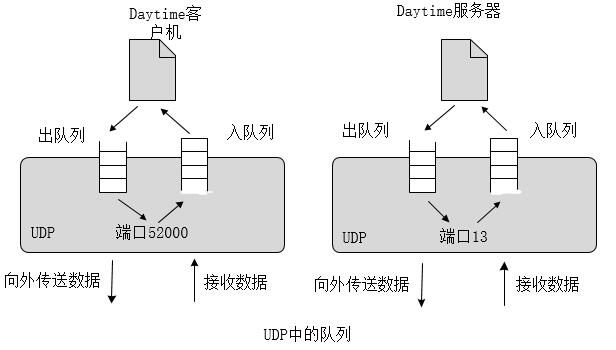 Daytime客
户机
Daytime服务器
出队列
入队列
出队列
入队列
UDP
端口52000
UDP
端口13
向外传送数据
接收数据
向外传送数据
接收数据
UDP中的队列